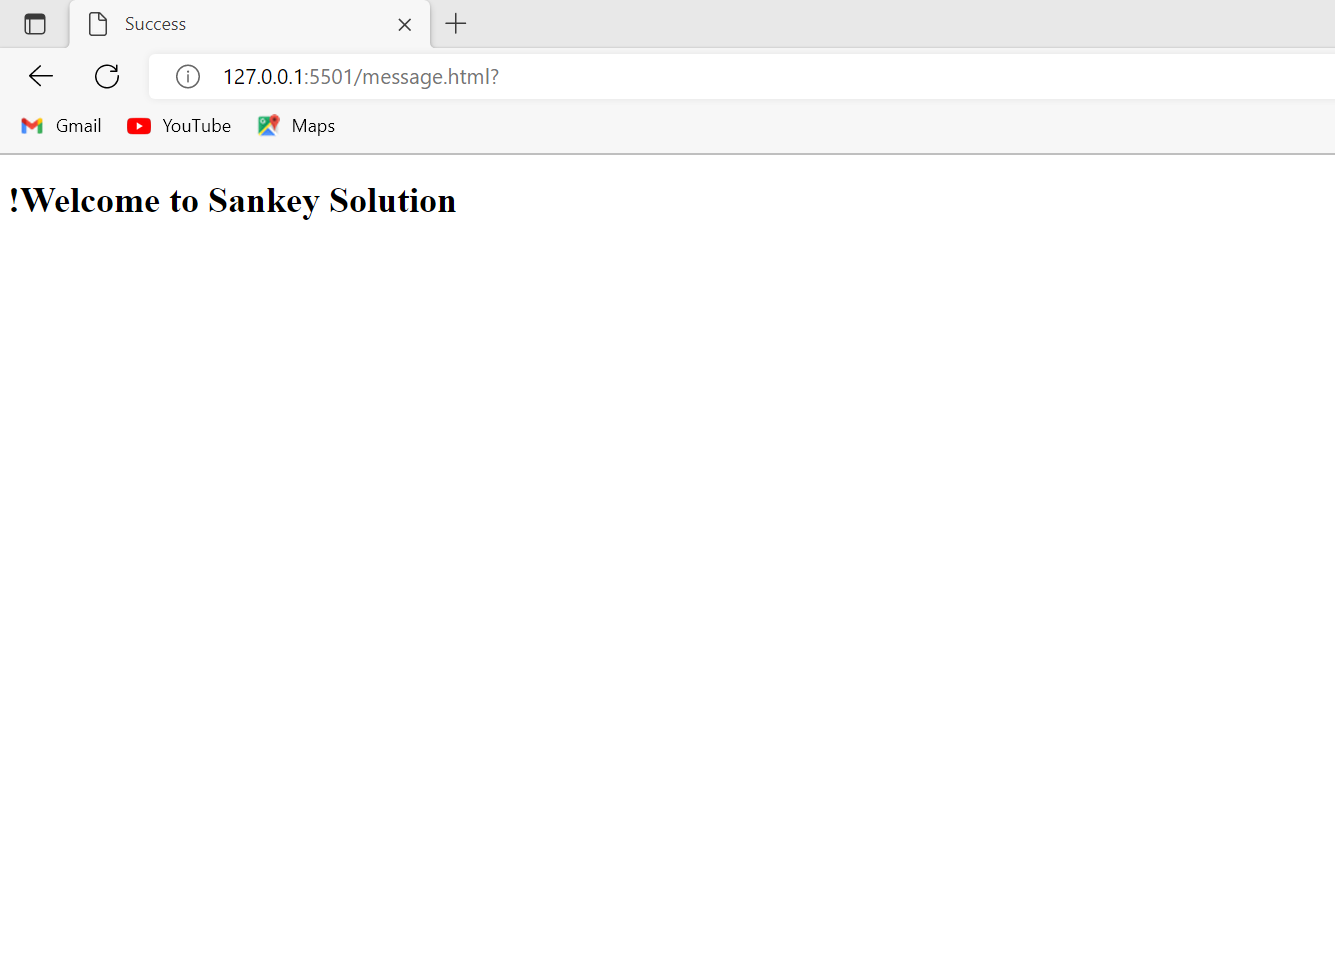 Success
127.0.0.1:5501/message.html?
Gmail YouTube Maps
!Welcome to Sankey Solution